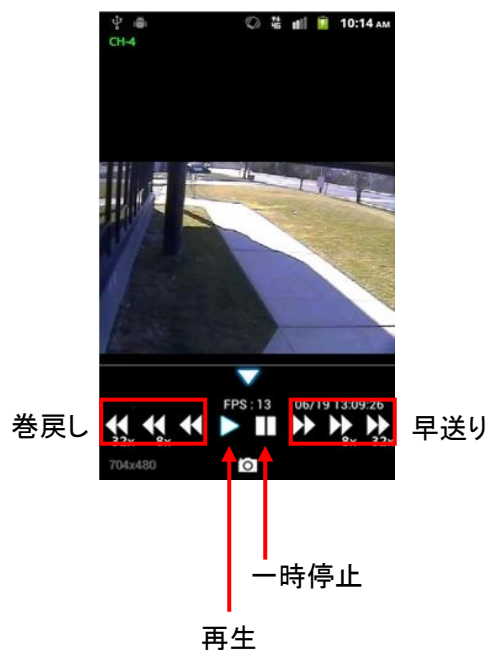 4G 10:14 AM
CH-4
FPS : 13 06/19 13:09:26
巻戻し 32x 8x 8x 32x 早送り
704x480
一時停止
再生